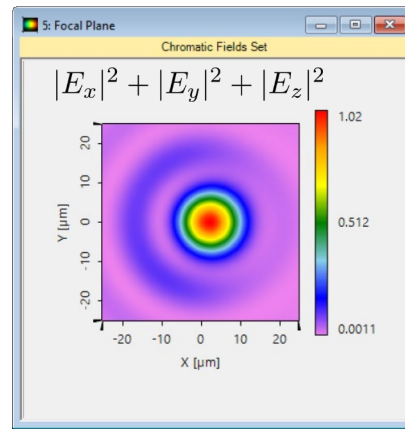 5: Focal Plane
Chromatic Fields Set
|E_x|^2 + |E_y|^2 + |E_z|^2
1.02
0.512
0.0011
20
10
0
-10
-20
Y [µm]
-20 -10 0 10 20
X [µm]